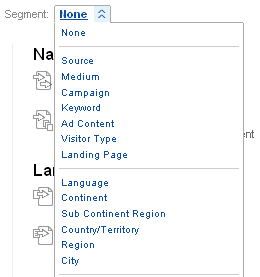 Segment: None
None
Source
Medium
Campaign
Keyword
Ad Content
Visitor Type
Landing Page
Language
Continent
Sub Continent Region
Country/Territory
Region
City